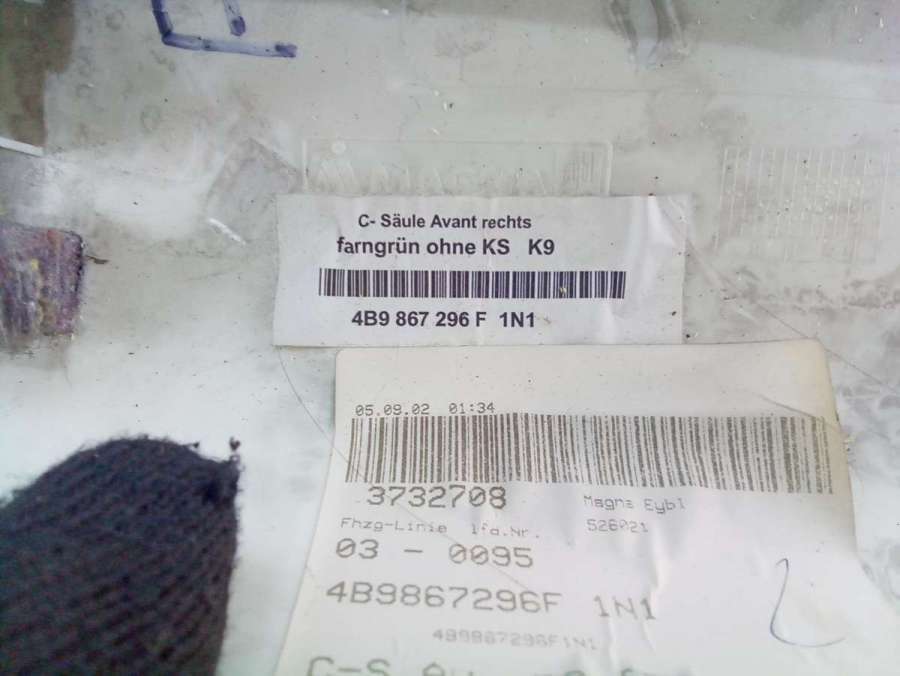 C- Säule Avant rechts
farngrün ohne KS K9
4B9 867 296 F 1N1
05.09.02 01:34
3732708
Magna Eybl
Fhzg-Linie lfd.Nr.
526021
03 - 0095
4B9867296F 1N1
4B9867296F1N1